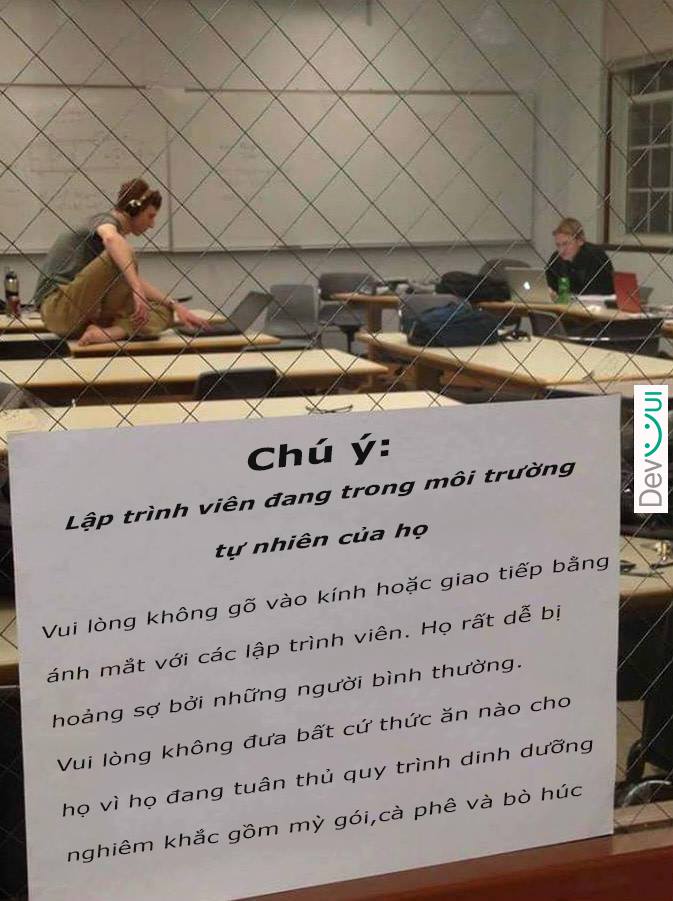 Chú ý:
Lập trình viên đang trong môi trường
tự nhiên của họ
Vui lòng không gõ vào kính hoặc giao tiếp bằng
ánh mắt với các lập trình viên. Họ rất dễ bị
hoảng sợ bởi những người bình thường.
Vui lòng không đưa bất cứ thức ăn nào cho
họ vì họ đang tuân thủ quy trình dinh dưỡng
nghiêm khắc gồm mỳ gói,cà phê và bò húc
Dev ui